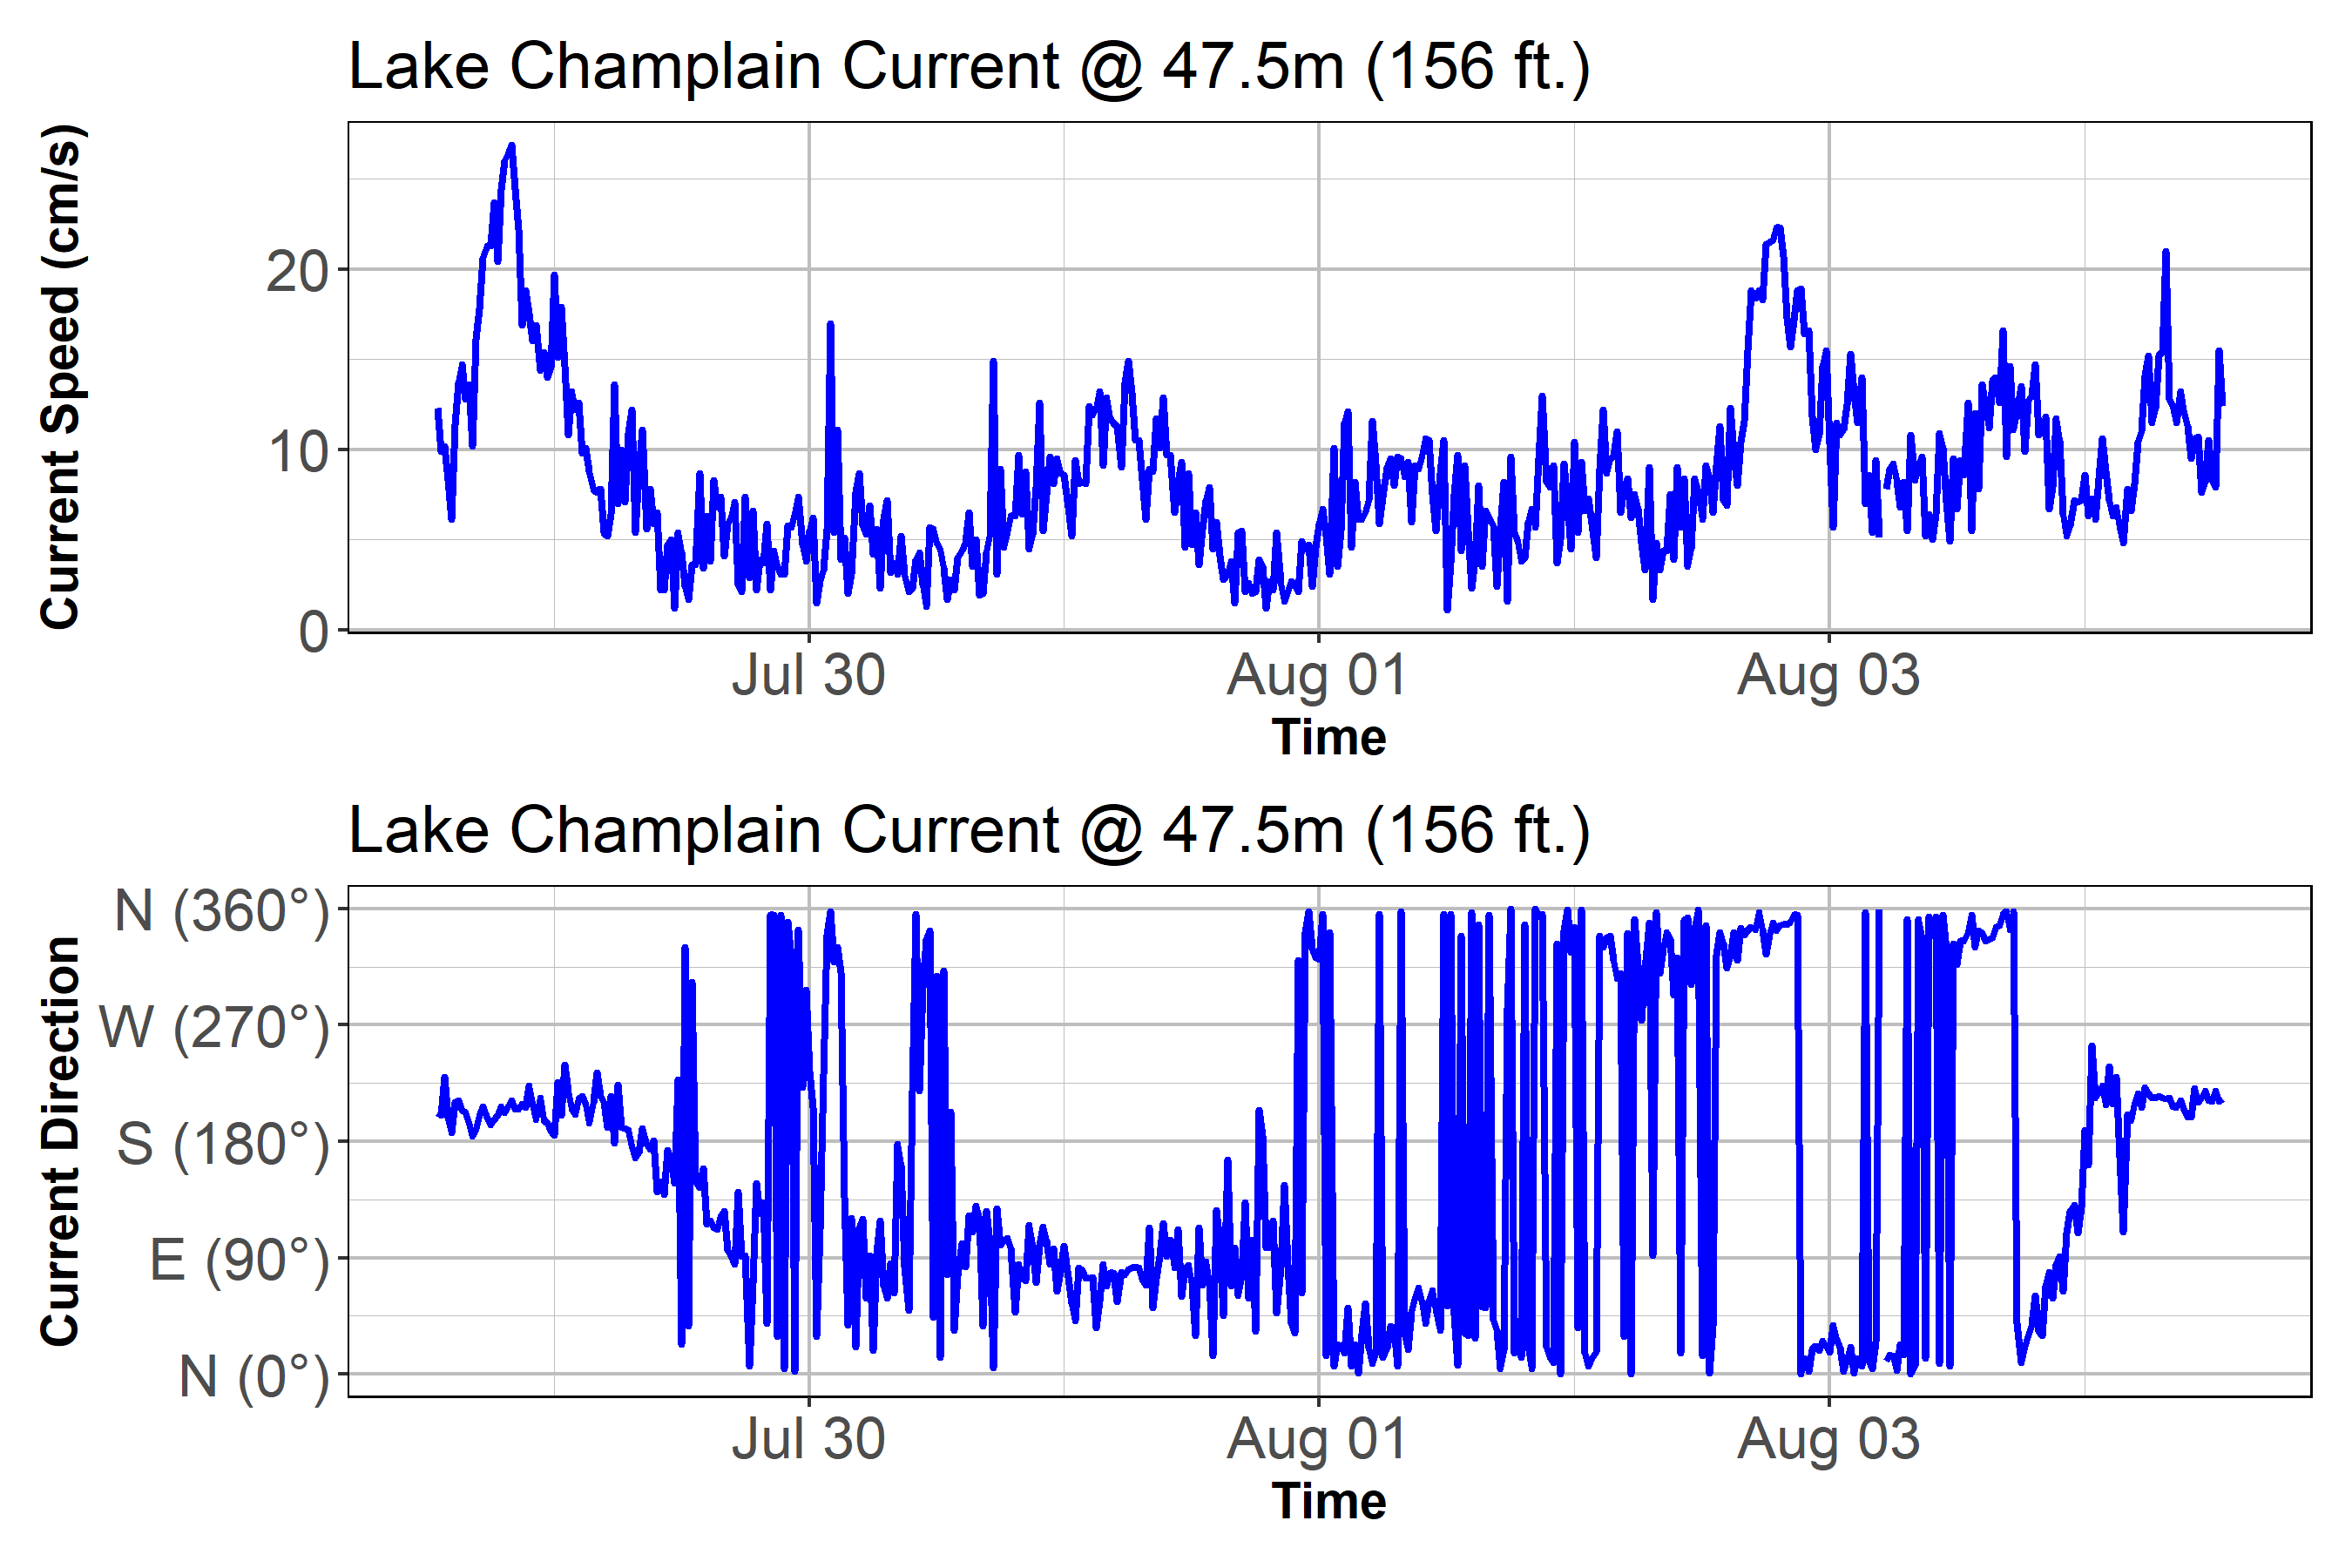 Lake Champlain Current @ 47.5m (156 ft.)
Current Speed (cm/s)
20
10
0
Jul 30 Aug 01 Aug 03
Time
Lake Champlain Current @ 47.5m (156 ft.)
Current Direction
N (360°)
W (270°)
S (180°)
E (90°)
N (0°)
Jul 30 Aug 01 Aug 03
Time